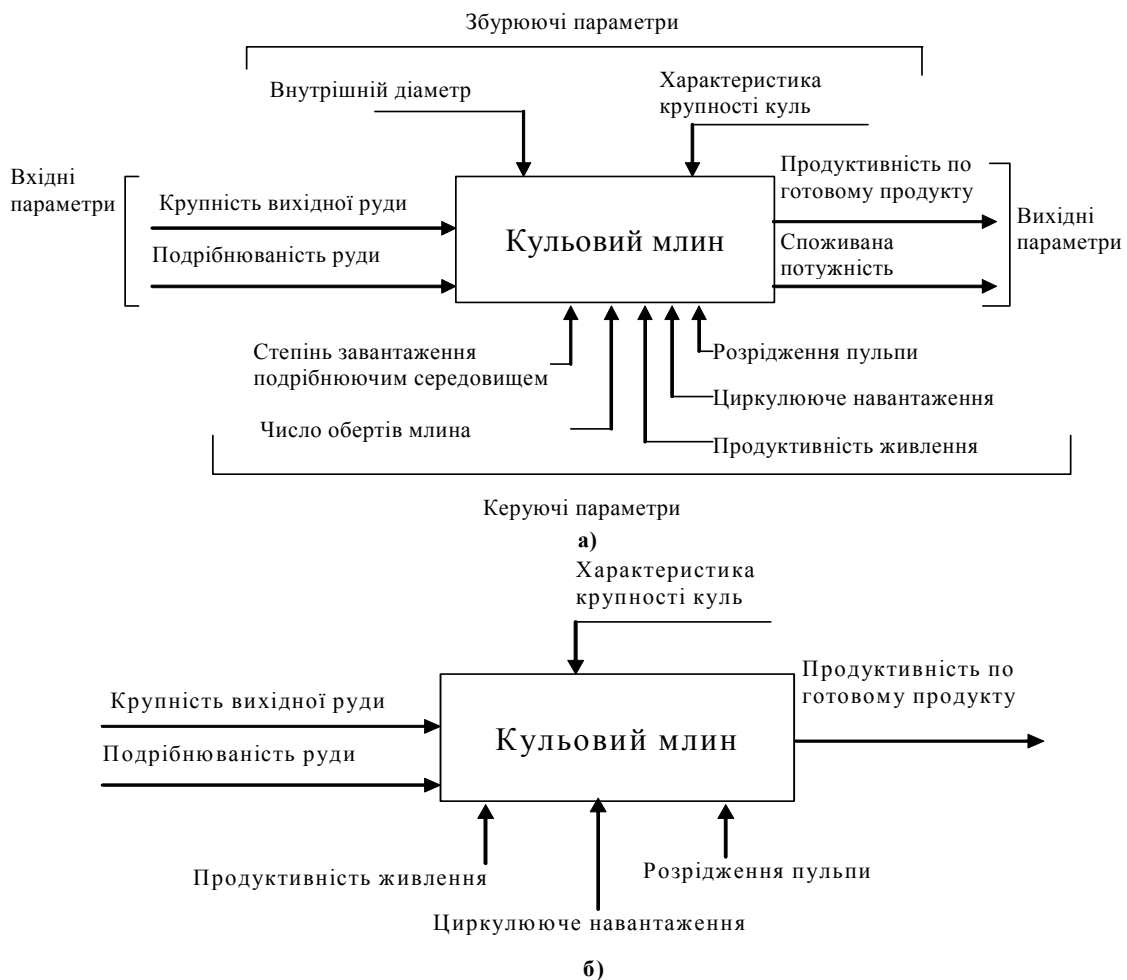 Збурюючі параметри
Внутрішній діаметр
Характеристика
крупності куль
Вхідні
параметри
Крупність вихідної руди
Подрібнюваність руди
Кульовий млин
Продуктивність по
готовому продукту
Споживана
потужність
Вихідні
параметри
Степінь завантаження
подрібнюючим середовищем
Число обертів млина
Розрідження пульпи
Циркулююче навантаження
Продуктивність живлення
Керуючі параметри
а)
Характеристика
крупності куль
Крупність вихідної руди
Подрібнюваність руди
Кульовий млин
Продуктивність по
готовому продукту
Продуктивність живлення
Розрідження пульпи
Циркулююче навантаження
б)